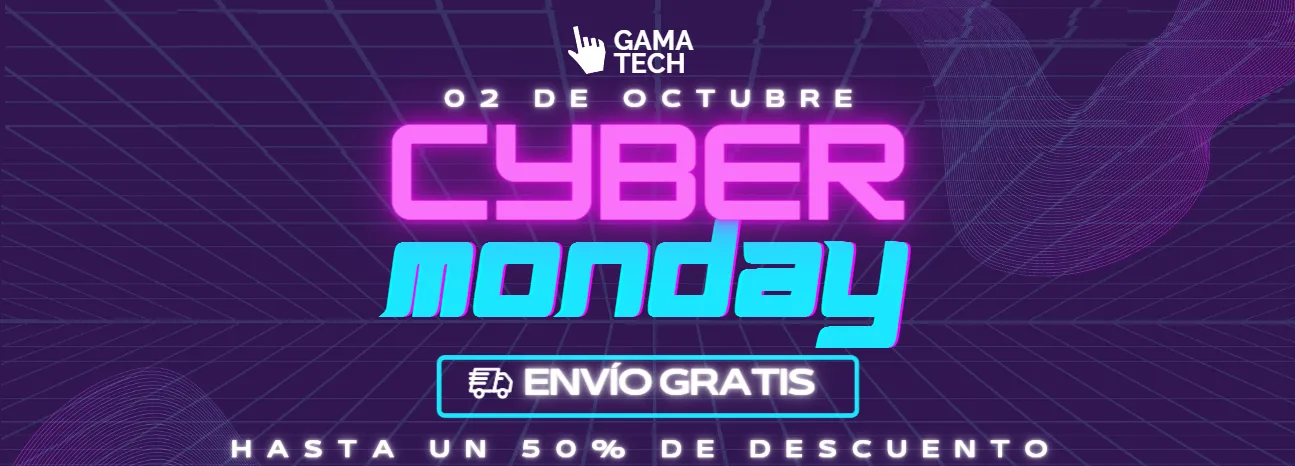 GAMA
TECH
02 DE OCTUBRE
CYBER
monday
ENVÍO GRATIS
HASTA UN 50% DE DESCUENTO